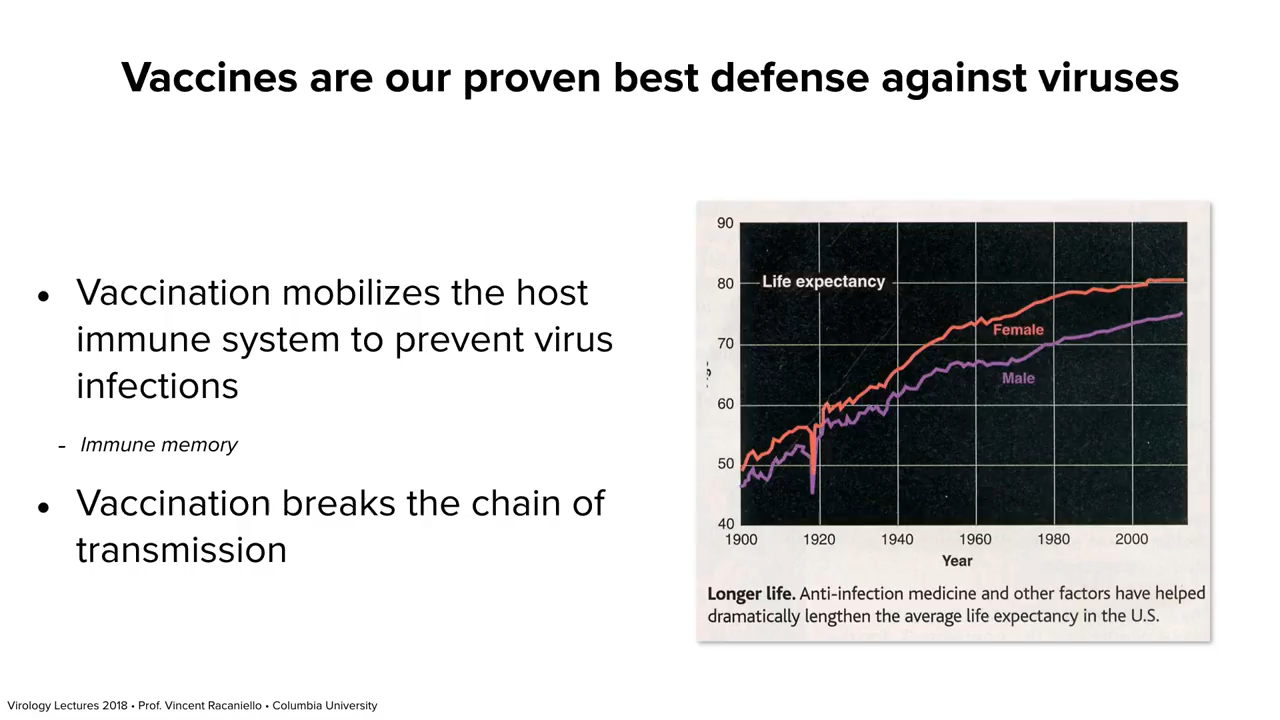 Vaccines are our proven best defense against viruses
• Vaccination mobilizes the host
immune system to prevent virus
infections
- Immune memory
• Vaccination breaks the chain of
transmission
90
80
70
60
50
40
Life expectancy
Female
Male
1900 1920 1940 1960 1980 2000
Year
Longer life. Anti-infection medicine and other factors have helped
dramatically lengthen the average life expectancy in the U.S.
Virology Lectures 2018 • Prof. Vincent Racaniello • Columbia University